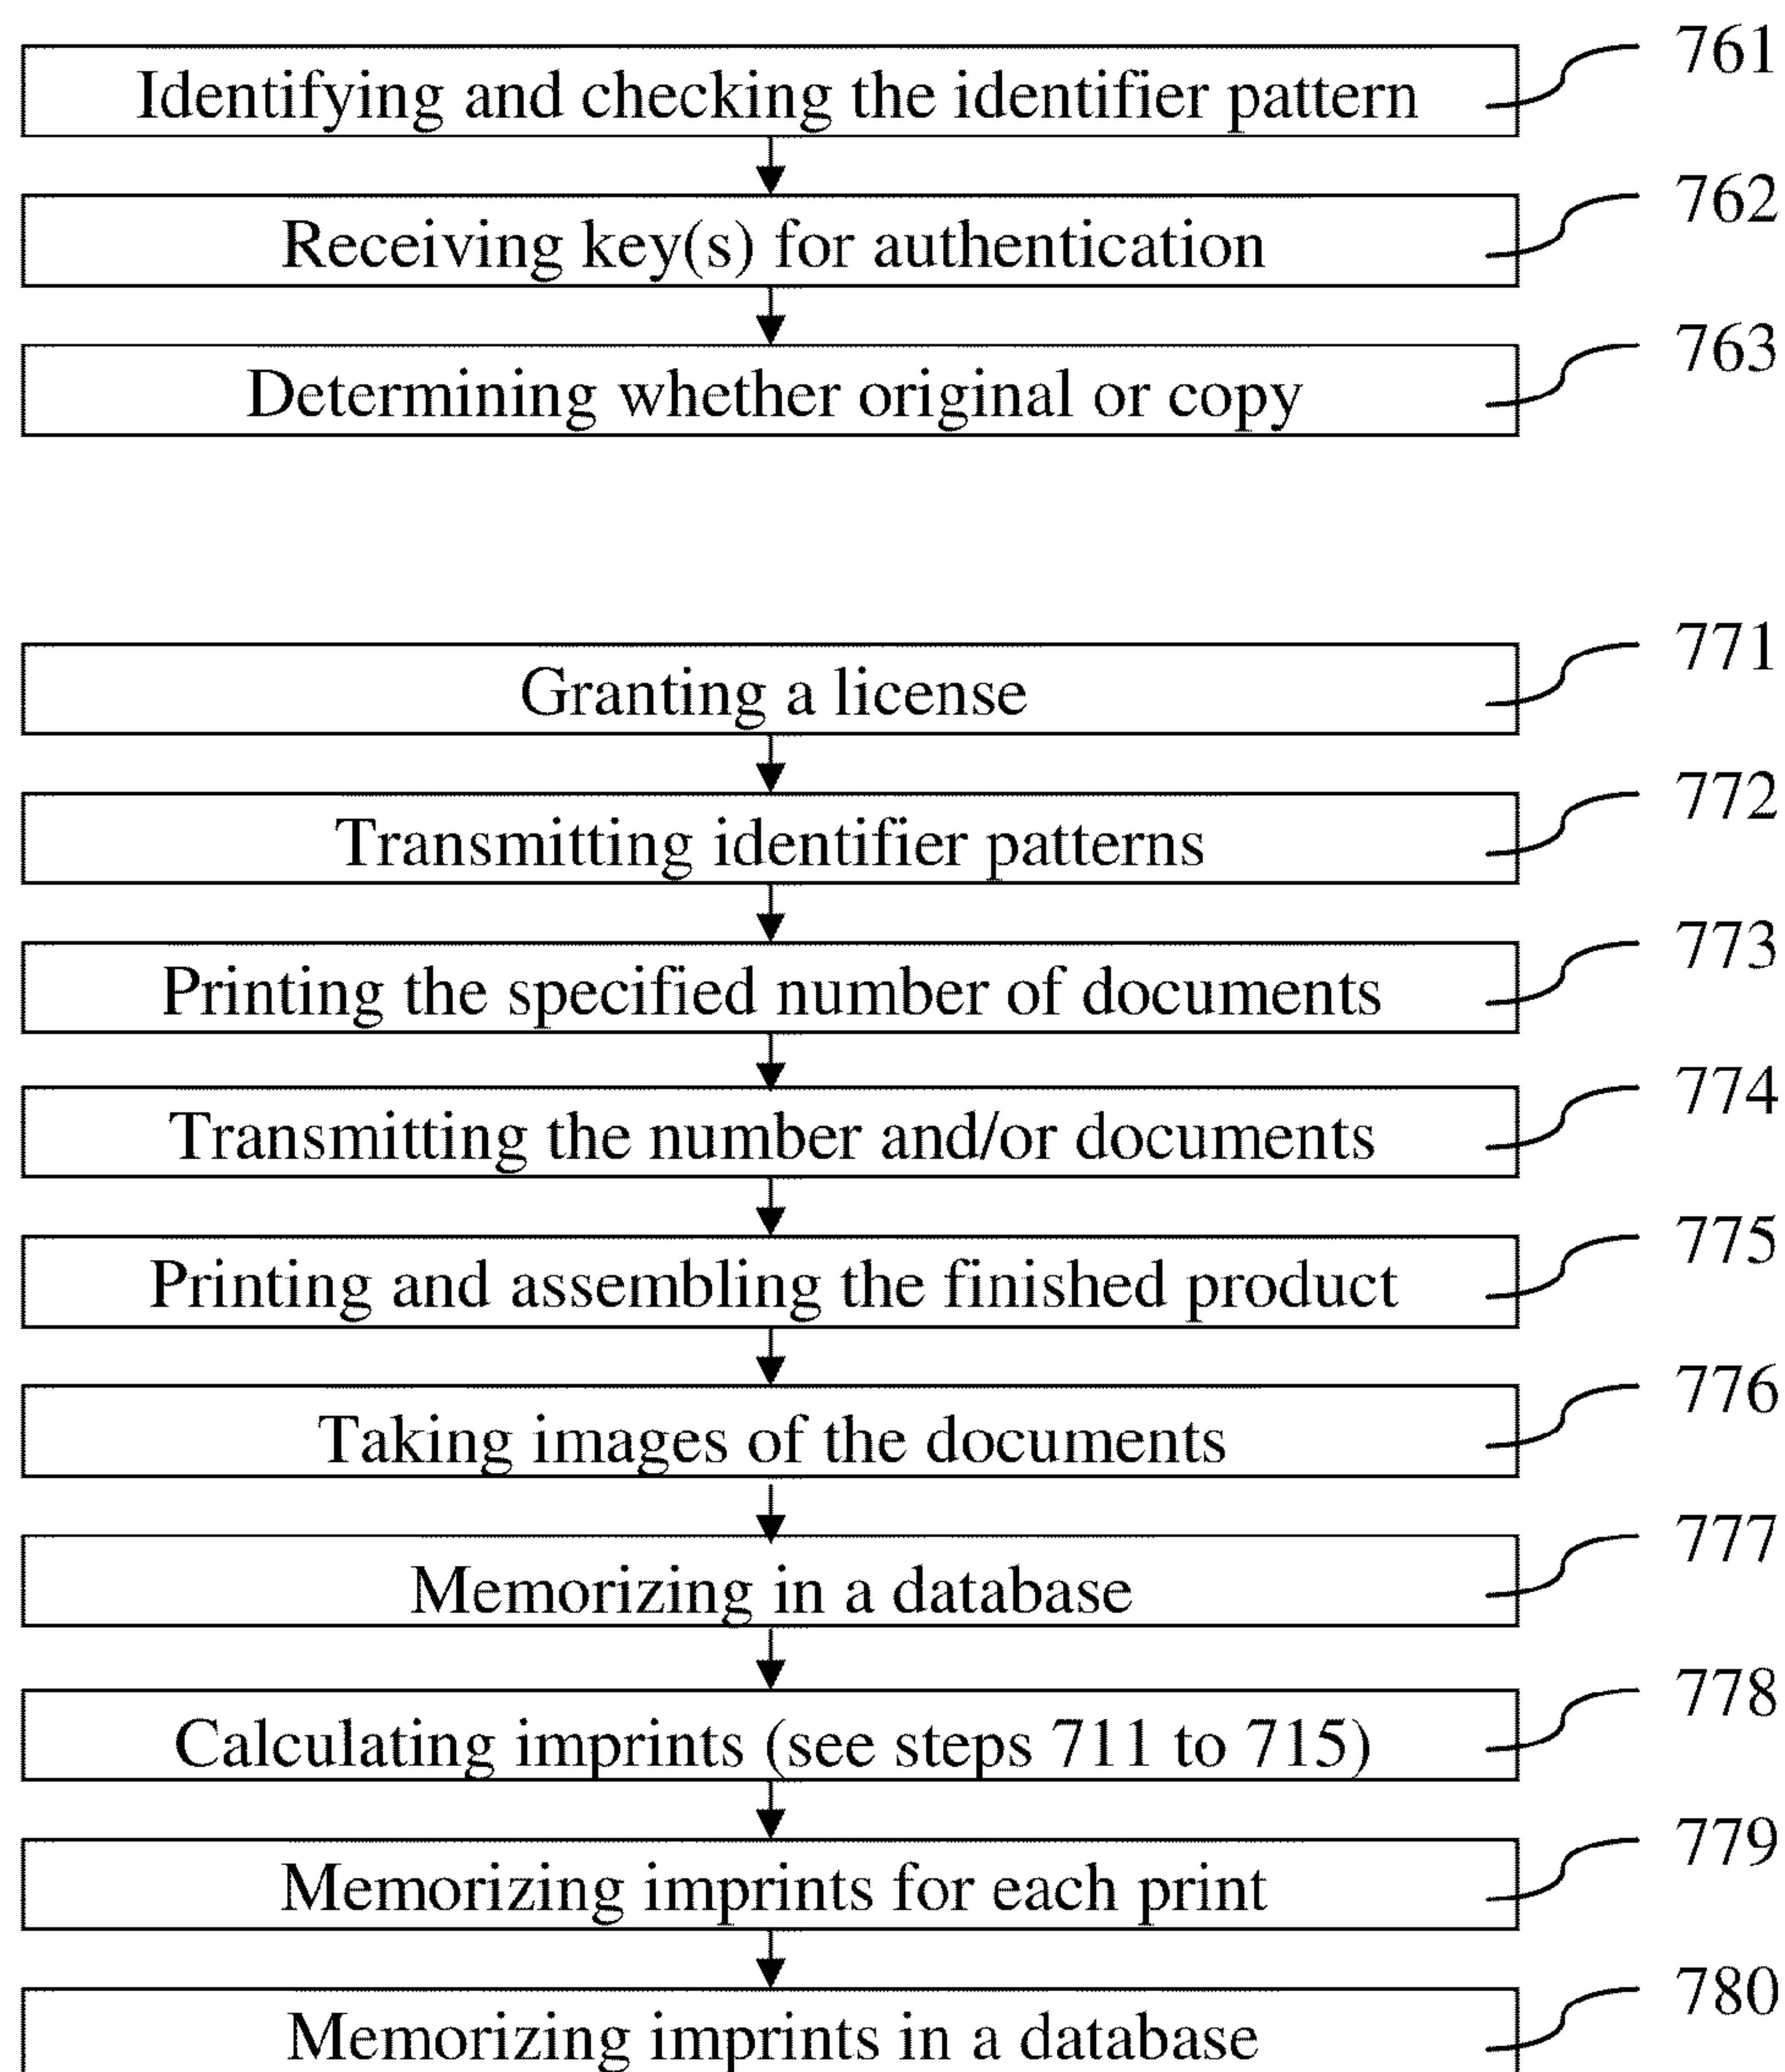 Identifying and checking the identifier pattern 761
Receiving key(s) for authentication 762
Determining whether original or copy 763
Granting a license 771
Transmitting identifier patterns 772
Printing the specified number of documents 773
Transmitting the number and/or documents 774
Printing and assembling the finished product 775
Taking images of the documents 776
Memorizing in a database 777
Calculating imprints (see steps 711 to 715) 778
Memorizing imprints for each print 779
Memorizing imprints in a database 780